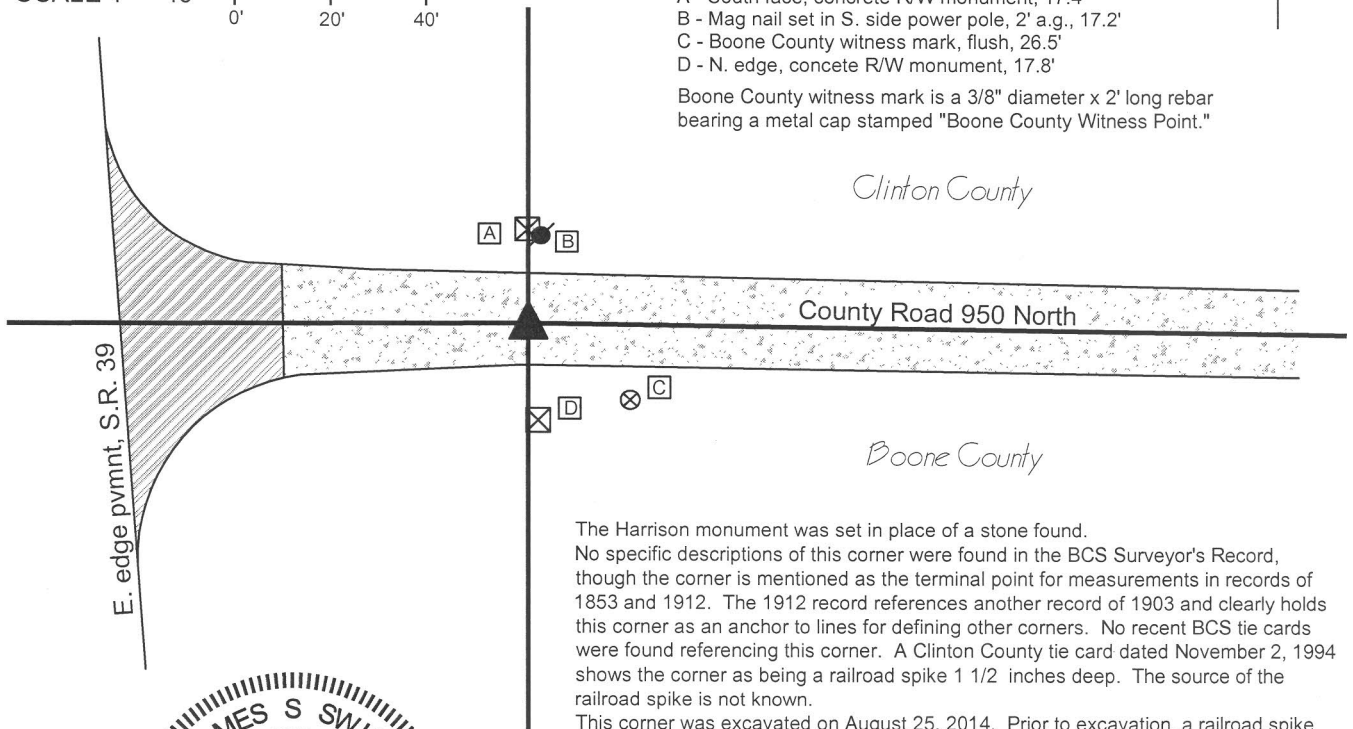 0' 20' 40'
B - Mag nail set in S. side power pole, 2' a.g., 17.2'
C - Boone County witness mark, flush, 26.5'
D - N. edge, concete R/W monument, 17.8'
Boone County witness mark is a 3/8" diameter x 2' long rebar
bearing a metal cap stamped "Boone County Witness Point."
Clinton County
A
B
County Road 950 North
E. edge pvmnt, S.R. 39
C
D
Boone County
The Harrison monument was set in place of a stone found.
No specific descriptions of this corner were found in the BCS Surveyor's Record,
though the corner is mentioned as the terminal point for measurements in records of
1853 and 1912. The 1912 record references another record of 1903 and clearly holds
this corner as an anchor to lines for defining other corners. No recent BCS tie cards
were found referencing this corner. A Clinton County tie card dated November 2, 1994
shows the corner as being a railroad spike 1 1/2 inches deep. The source of the
railroad spike is not known.
This corner was excavated on August 25, 2014. Prior to excavation, a railroad spike
MES S SW